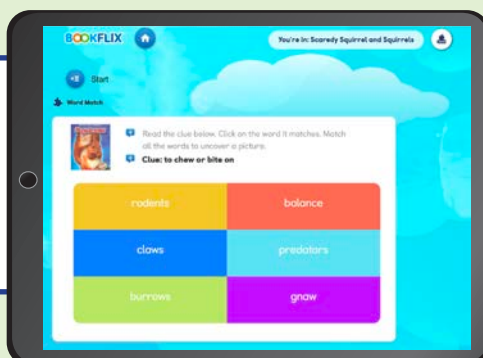 BOOKFLIX
You're In: Scaredy Squirrel and Squirrels
Start
Word Match
Read the clue below. Click on the word it matches. Match
all the words to uncover a picture.
Clue: to chew or bite on
rodents
balance
claws
predators
burrows
gnaw